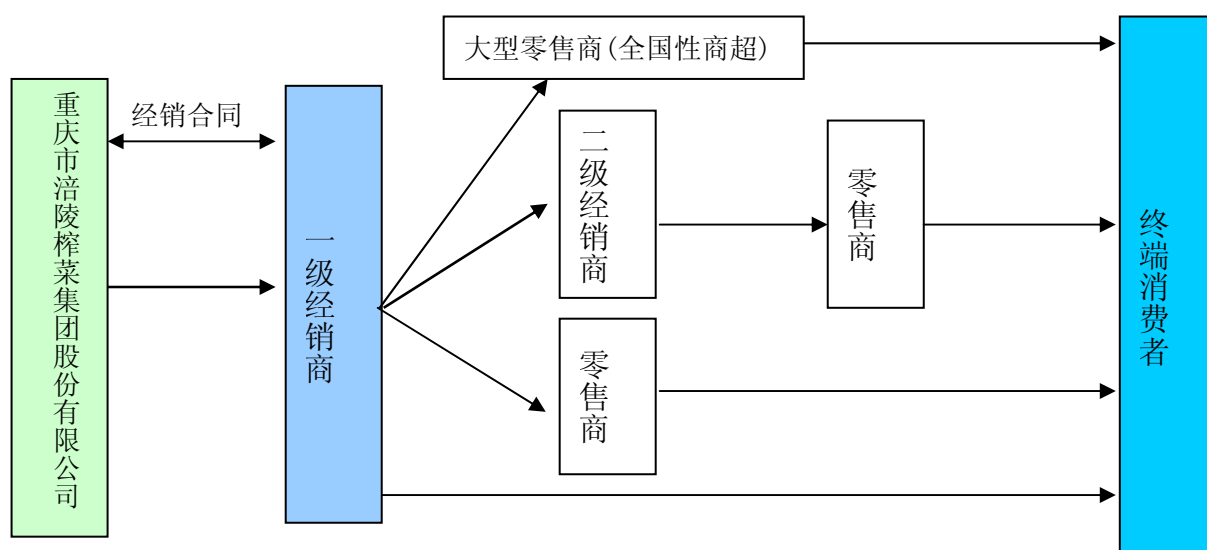 重庆市涪陵榨菜集团股份有限公司
经销合同
一级经销商
大型零售商(全国性商超)
二级经销商
零售商
零售商
终端消费者